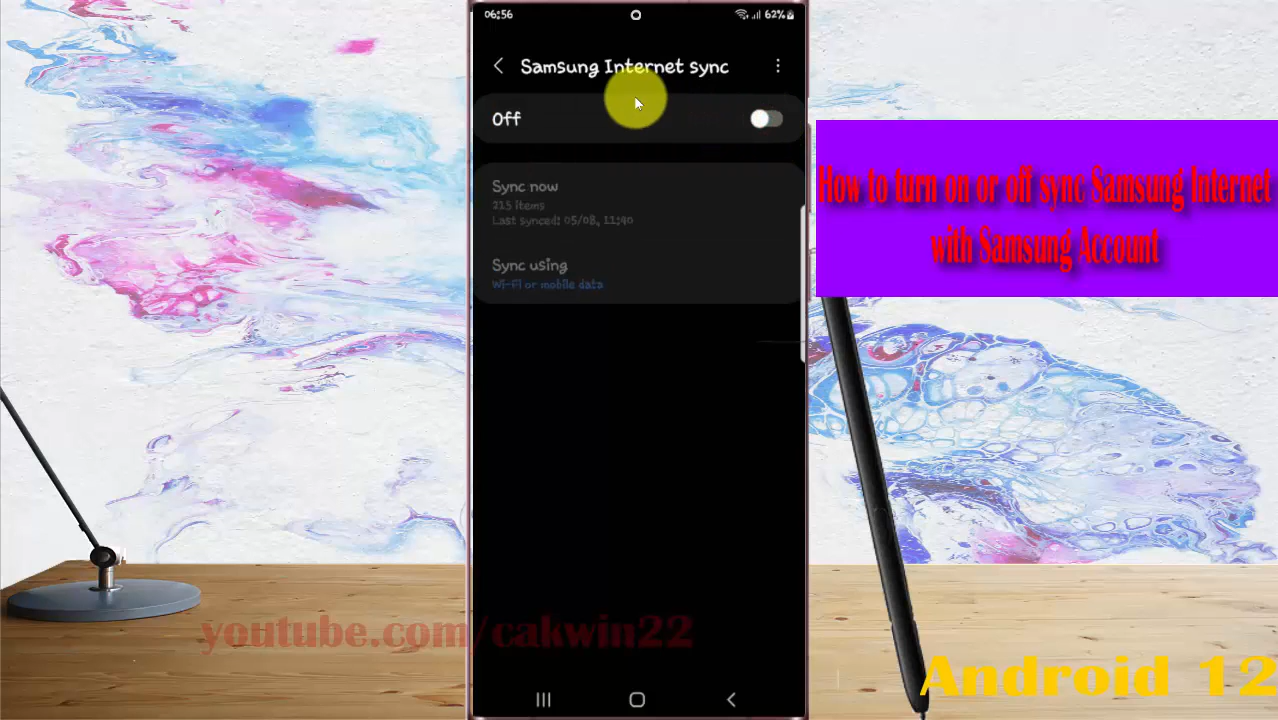 06:56
62%
Samsung Internet sync
Off
Sync now
215 items
Last synced: 05/08, 11:40
Sync using
Wi-Fi or mobile data
How to turn on or off sync Samsung Internet
with Samsung Account
youtube.com/cakwin22
Android 12